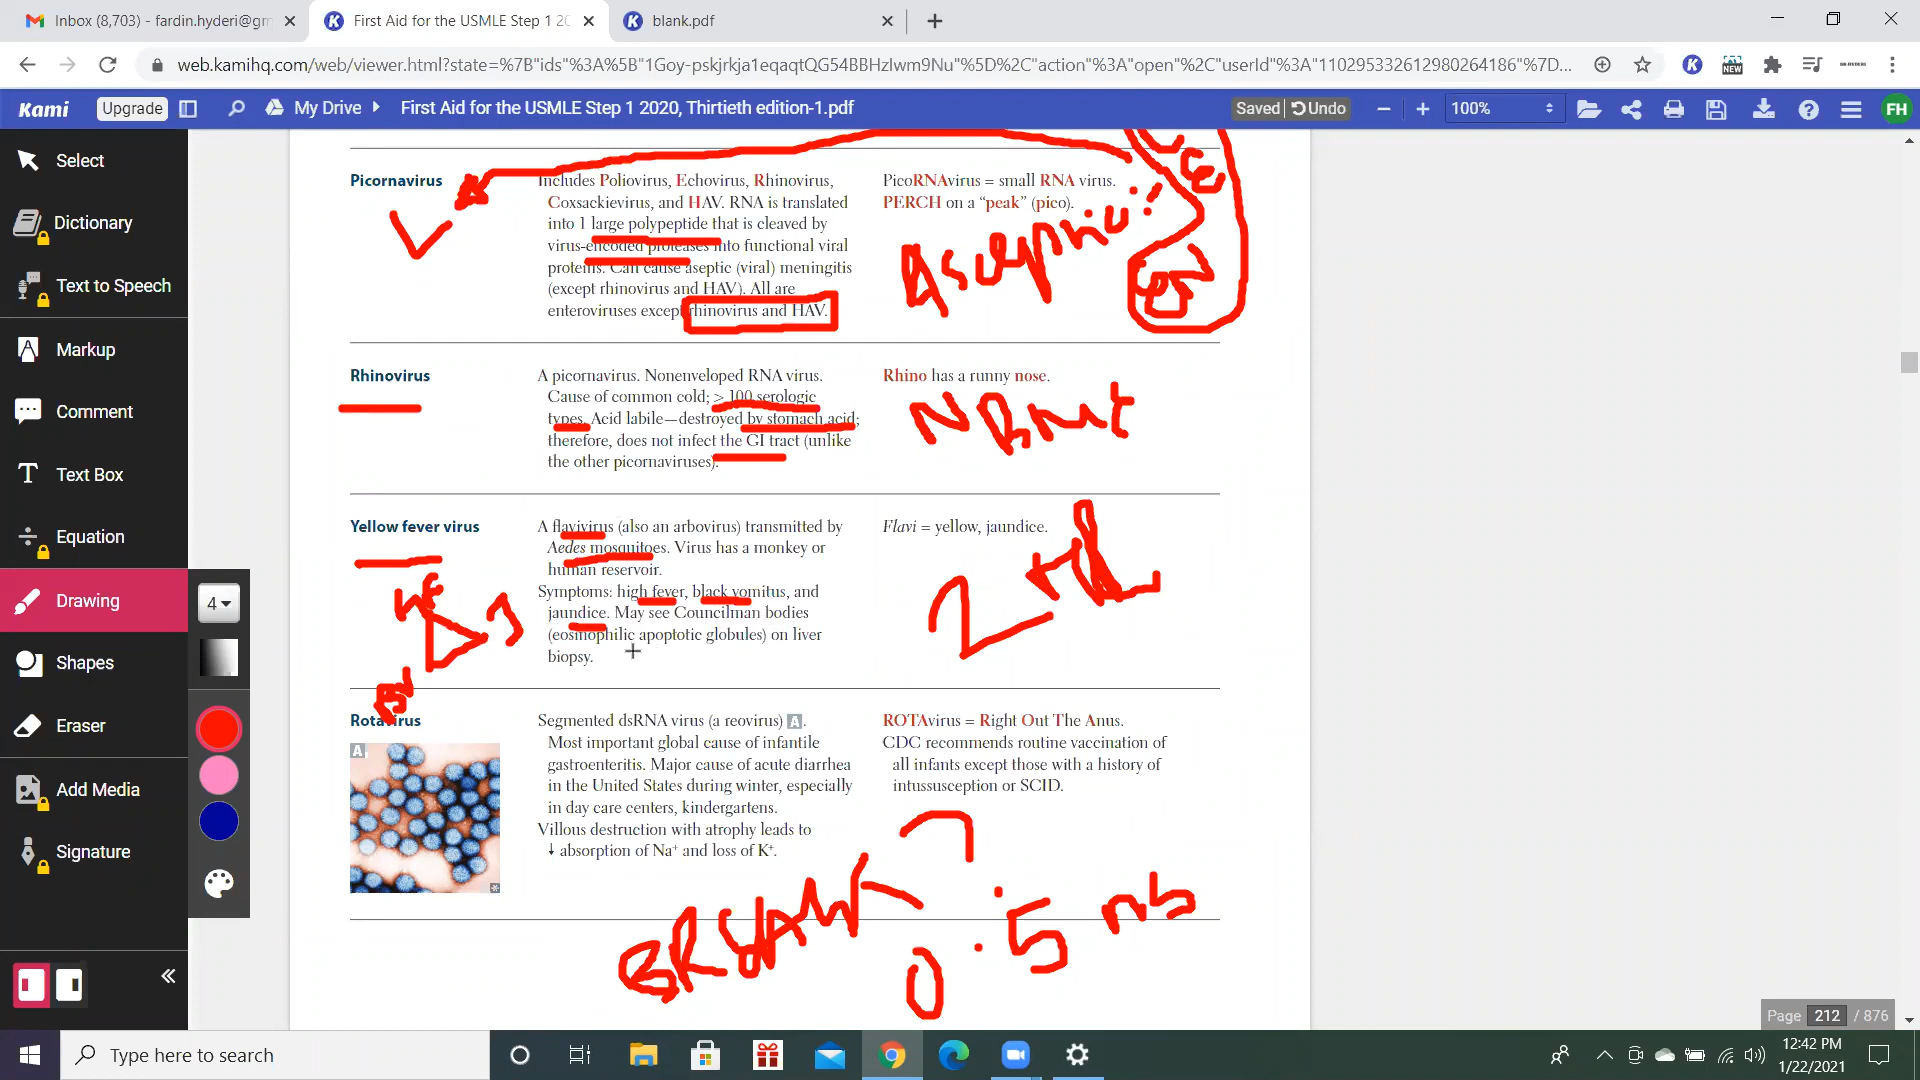 Inbox (8,703) - fardin.hyderi@gm
First Aid for the USMLE Step 1 20
blank.pdf
web.kamihq.com/web/viewer.html?state=%7B"ids"%3A%5B"1Goy-pskjrkja1eqaqtQG54BBHzIwm9Nu"%5D%2C"action"%3A"open"%2C"userId"%3A"110295332612980264186"%7D...
Kami
Upgrade
My Drive
First Aid for the USMLE Step 1 2020, Thirtieth edition-1.pdf
Saved
Undo
100%
FH
Select
Dictionary
Text to Speech
Markup
Comment
Text Box
Equation
Drawing
Shapes
Eraser
Add Media
Signature
4
Picornavirus
Includes Poliovirus, Echovirus, Rhinovirus,
Coxsackievirus, and HAV. RNA is translated
into 1 large polypeptide that is cleaved by
virus-encoded proteases into functional viral
proteins. Can cause aseptic (viral) meningitis
(except rhinovirus and HAV). All are
enteroviruses except rhinovirus and HAV.
PicoRNAvirus = small RNA virus.
PERCH on a “peak” (pico).
Rhinovirus
A picornavirus. Nonenveloped RNA virus.
Cause of common cold; > 100 serologic
types. Acid labile—destroyed by stomach acid;
therefore, does not infect the GI tract (unlike
the other picornaviruses).
Rhino has a runny nose.
Yellow fever virus
A flavivirus (also an arbovirus) transmitted by
Aedes mosquitoes. Virus has a monkey or
human reservoir.
Symptoms: high fever, black vomitus, and
jaundice. May see Councilman bodies
(eosinophilic apoptotic globules) on liver
biopsy.
Flavi = yellow, jaundice.
Rotavirus
A
Segmented dsRNA virus (a reovirus) A.
Most important global cause of infantile
gastroenteritis. Major cause of acute diarrhea
in the United States during winter, especially
in day care centers, kindergartens.
Villous destruction with atrophy leads to
↓ absorption of Na⁺ and loss of K⁺.
ROTAvirus = Right Out The Anus.
CDC recommends routine vaccination of
all infants except those with a history of
intussusception or SCID.
0.5
Page 212 / 876
Type here to search
12:42 PM
1/22/2021